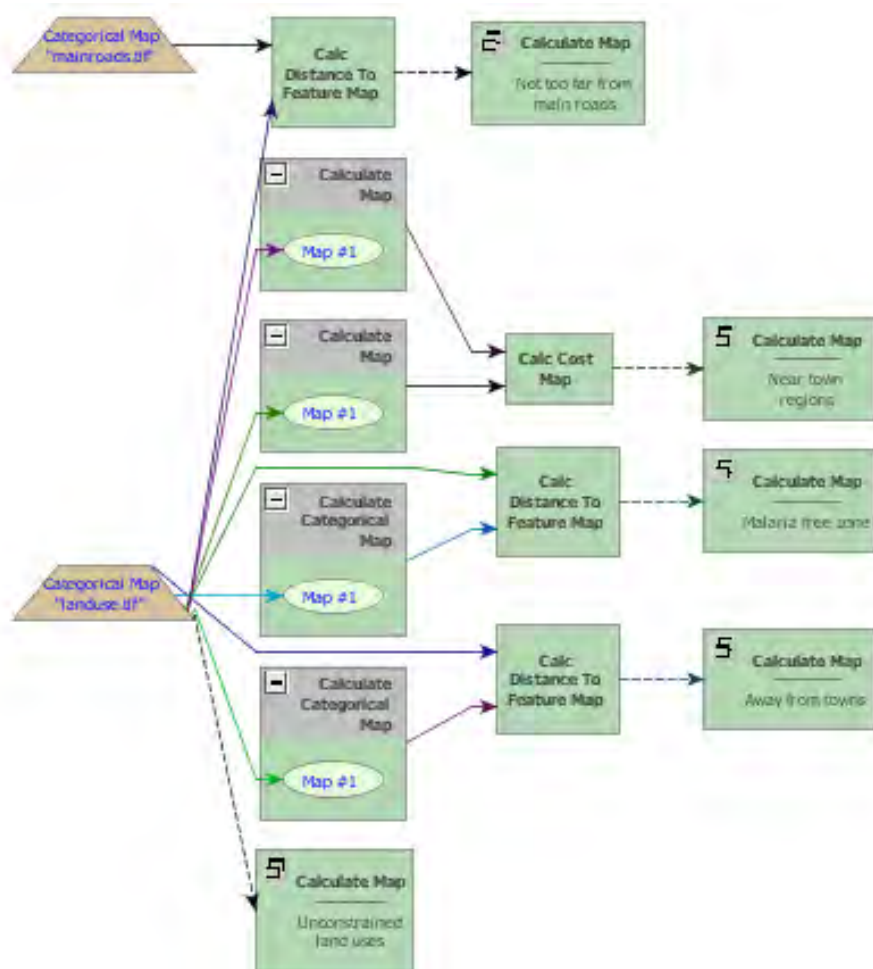 Categorical Map
"mainroads.tif"
Calc
Distance To
Feature Map
Calculate Map
Not too far from
main roads
Calculate
Map
Map #1
Calculate
Map
Map #1
Calc Cost
Map
Calculate Map
Near town
regions
Calc
Distance To
Feature Map
Calculate Map
Malaria free zone
Calculate
Categorical
Map
Map #1
Categorical Map
"landuse.tif"
Calc
Distance To
Feature Map
Calculate Map
Away from towns
Calculate
Categorical
Map
Map #1
Calculate Map
Unconstrained
land uses